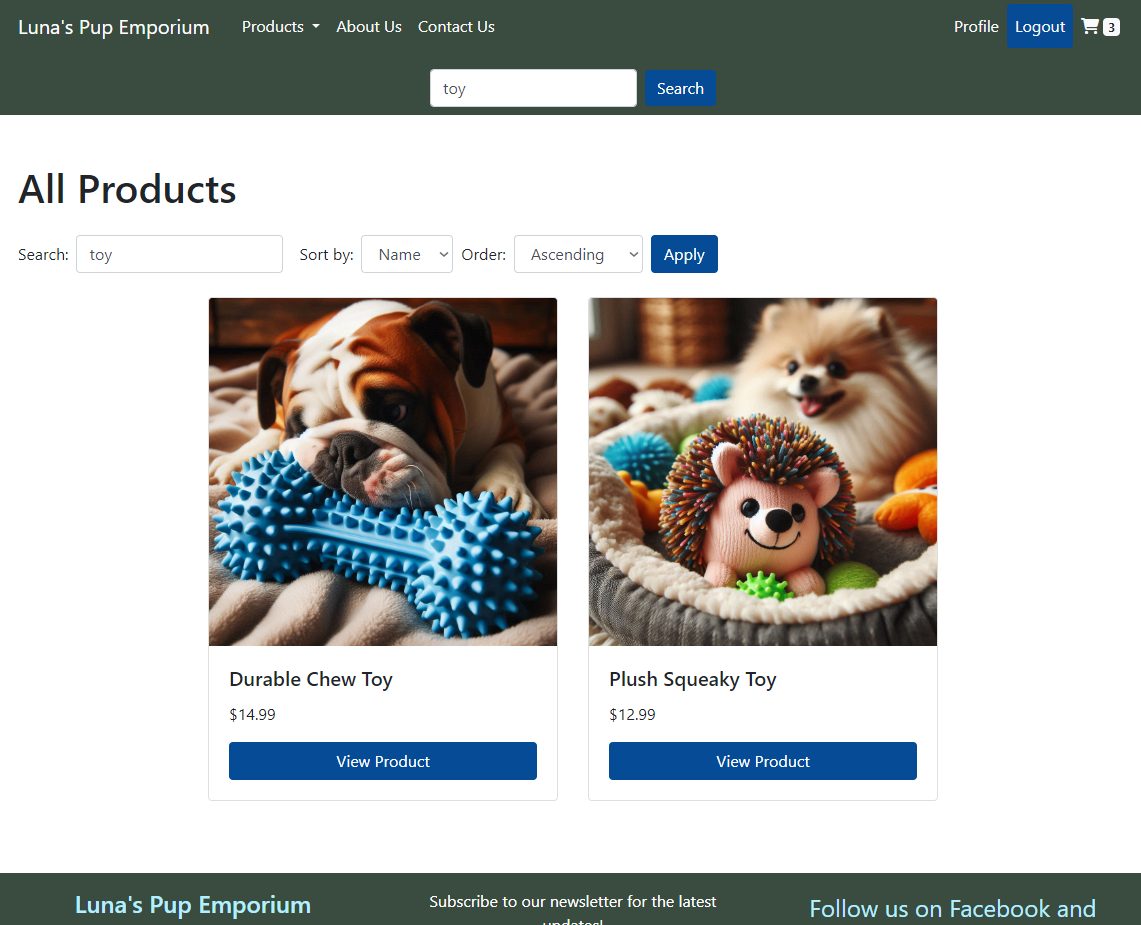 Luna's Pup Emporium Products About Us Contact Us Profile Logout 3
toy Search
All Products
Search: toy Sort by: Name Order: Ascending Apply
Durable Chew Toy
$14.99
View Product
Plush Squeaky Toy
$12.99
View Product
Luna's Pup Emporium
Subscribe to our newsletter for the latest
updates!
Follow us on Facebook and